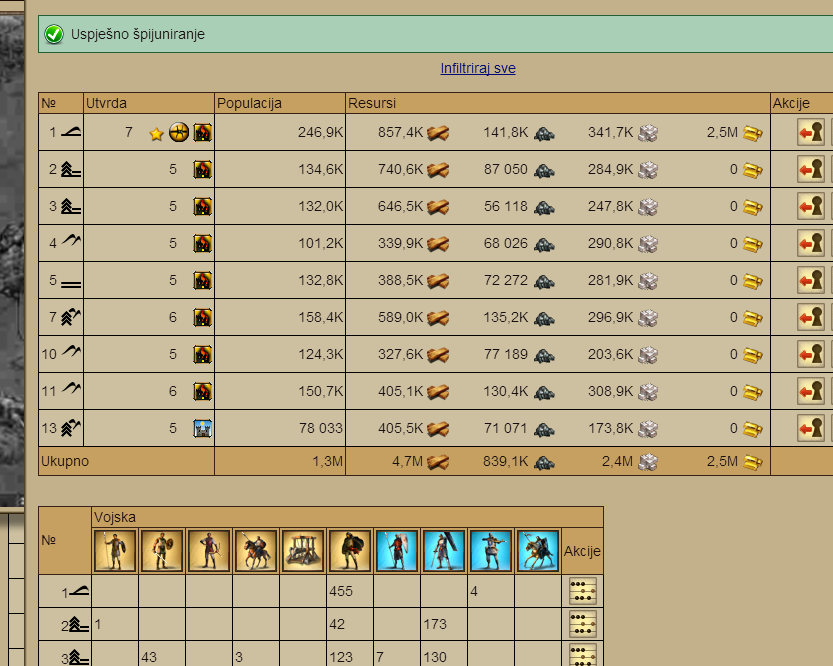 Uspješno špijuniranje
Infiltriraj sve
№ Utvrda Populacija Resursi Akcije
1 7 246,9K 857,4K 141,8K 341,7K 2,5M
2 5 134,6K 740,6K 87 050 284,9K 0
3 5 132,0K 646,5K 56 118 247,8K 0
4 5 101,2K 339,9K 68 026 290,8K 0
5 5 132,8K 388,5K 72 272 281,9K 0
7 6 158,4K 589,0K 135,2K 296,9K 0
10 5 124,3K 327,6K 77 189 203,6K 0
11 6 150,7K 405,1K 130,4K 308,9K 0
13 5 78 033 405,5K 71 071 173,8K 0
Ukupno 1,3M 4,7M 839,1K 2,4M 2,5M
№ Vojska Akcije
1 455 4
2 1 42 173
3 43 3 123 7 130